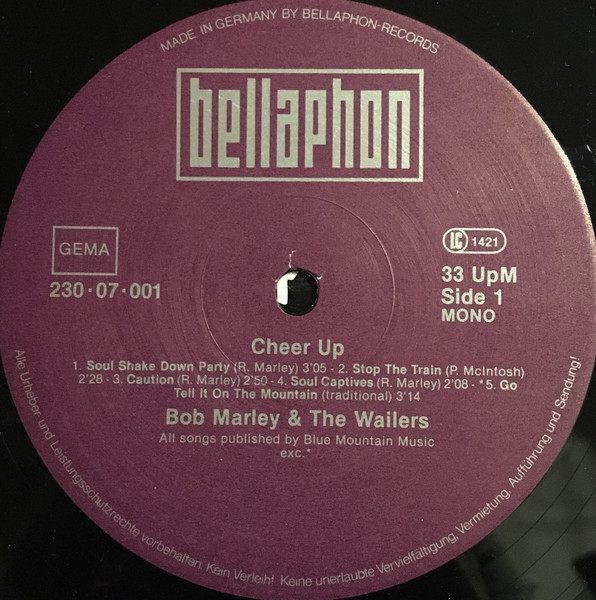 MADE IN GERMANY BY BELLAPHON-RECORDS
bellaphon
GEMA
230·07·001
LC 1421
33 UpM
Side 1
MONO
Cheer Up
1. Soul Shake Down Party (R. Marley) 3'05 - 2. Stop The Train (P. McIntosh)
2'28 - 3. Caution (R. Marley) 2'50 - 4. Soul Captives (R. Marley) 2'08 - *5. Go
Tell It On The Mountain (traditional) 3'14
Bob Marley & The Wailers
All songs published by Blue Mountain Music
exc.*
Alle Urheber und Leistungsschutzrechte vorbehalten. Kein Verleih! Keine unerlaubte Vervielfältigung, Vermietung, Aufführung und Sendung!